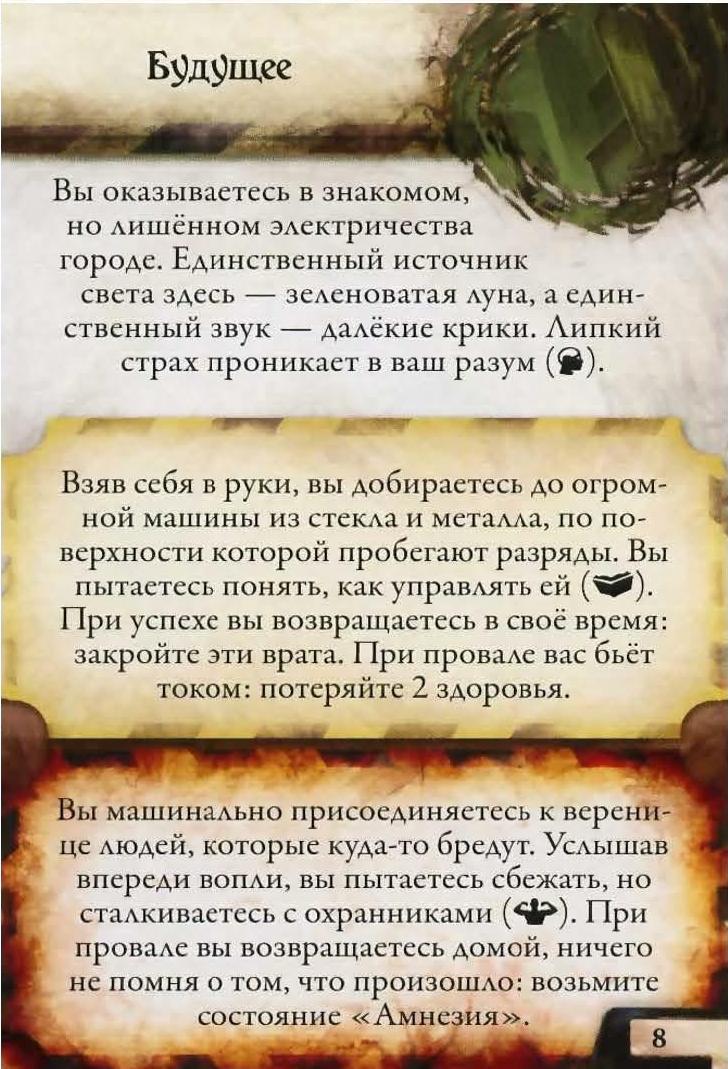 Будущее
Вы оказываетесь в знакомом,
но лишённом электричества
городе. Единственный источник
света здесь — зеленоватая луна, а един-
ственный звук — далёкие крики. Липкий
страх проникает в ваш разум ( ).
Взяв себя в руки, вы добираетесь до огром-
ной машины из стекла и металла, по по-
верхности которой пробегают разряды. Вы
пытаетесь понять, как управлять ей ( ).
При успехе вы возвращаетесь в своё время:
закройте эти врата. При провале вас бьёт
током: потеряйте 2 здоровья.
Вы машинально присоединяетесь к верени-
це людей, которые куда-то бредут. Услышав
впереди вопли, вы пытаетесь сбежать, но
сталкиваетесь с охранниками ( ). При
провале вы возвращаетесь домой, ничего
не помня о том, что произошло: возьмите
состояние «Амнезия».
8